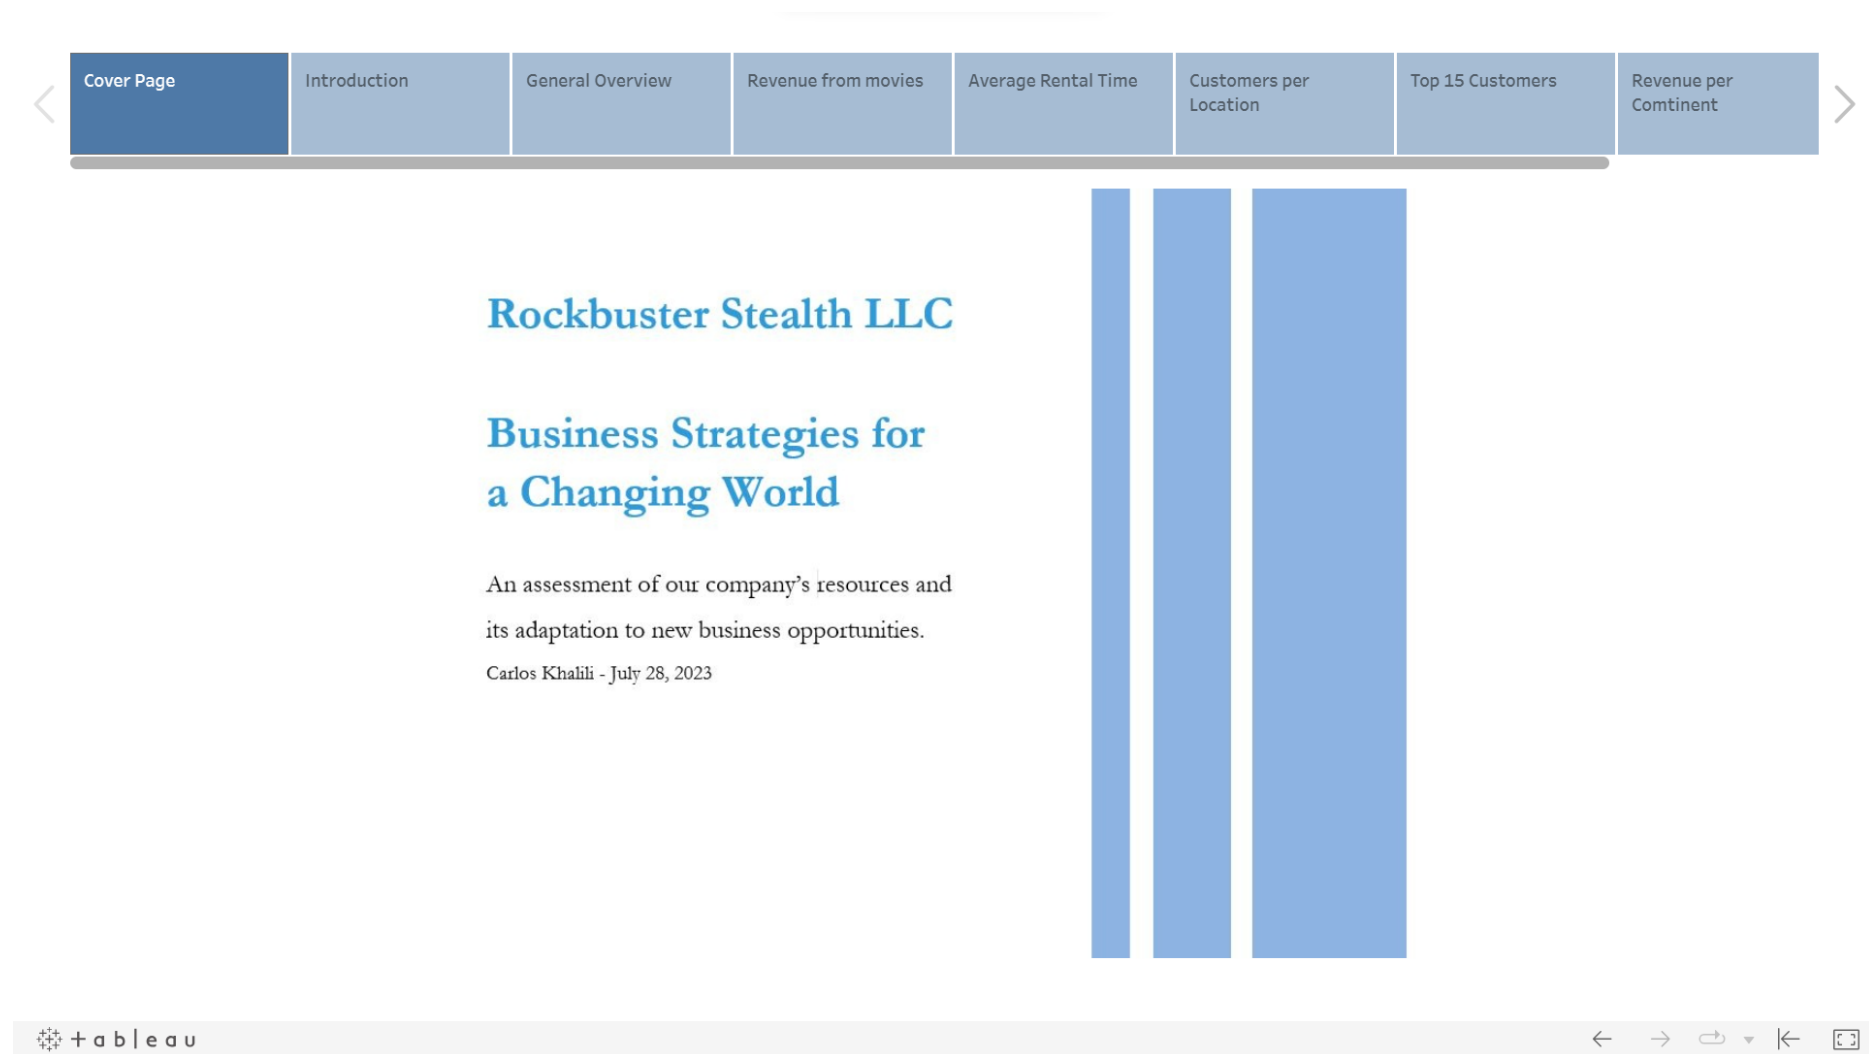 Cover Page
Introduction
General Overview
Revenue from movies
Average Rental Time
Customers per
Location
Top 15 Customers
Revenue per
Comtinent
Rockbuster Stealth LLC
Business Strategies for
a Changing World
An assessment of our company’s resources and
its adaptation to new business opportunities.
Carlos Khalili - July 28, 2023
+ableau